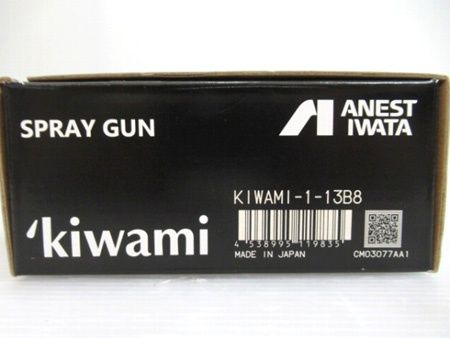 SPRAY GUN
ANEST
IWATA
KIWAMI-1-13B8
4 538995 119835
MADE IN JAPAN
CM03077AA1
'kiwami